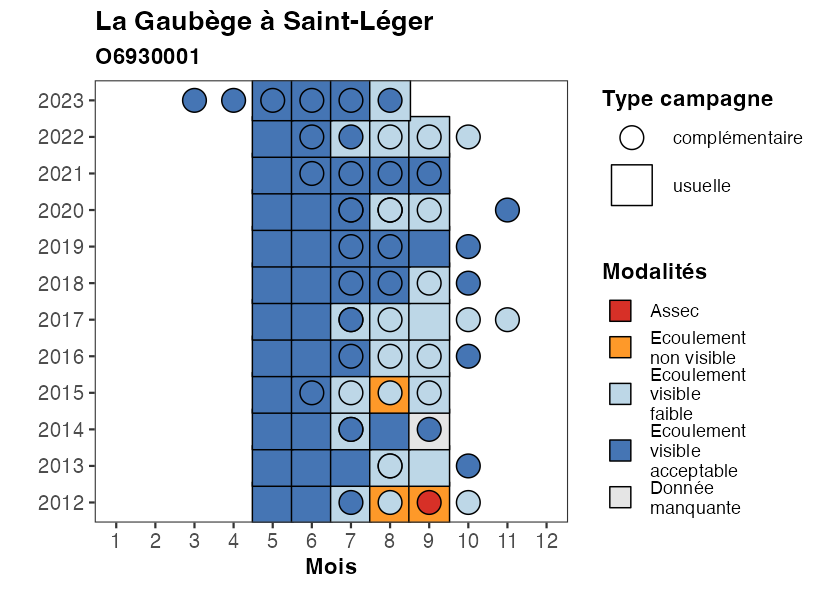 La Gaubège à Saint-Léger
O6930001
2023
2022
2021
2020
2019
2018
2017
2016
2015
2014
2013
2012
1 2 3 4 5 6 7 8 9 10 11 12
Mois
Type campagne
complémentaire
usuelle
Modalités
Assec
Ecoulement
non visible
Ecoulement
visible
faible
Ecoulement
visible
acceptable
Donnée
manquante